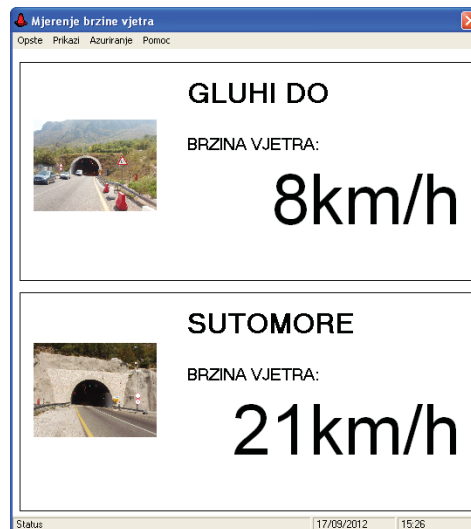 Mjerenje brzine vjetra
Opste Prikazi Azuriranje Pomoc
GLUHI DO
BRZINA VJETRA:
8km/h
SUTOMORE
BRZINA VJETRA:
21km/h
Status 17/09/2012 15:26